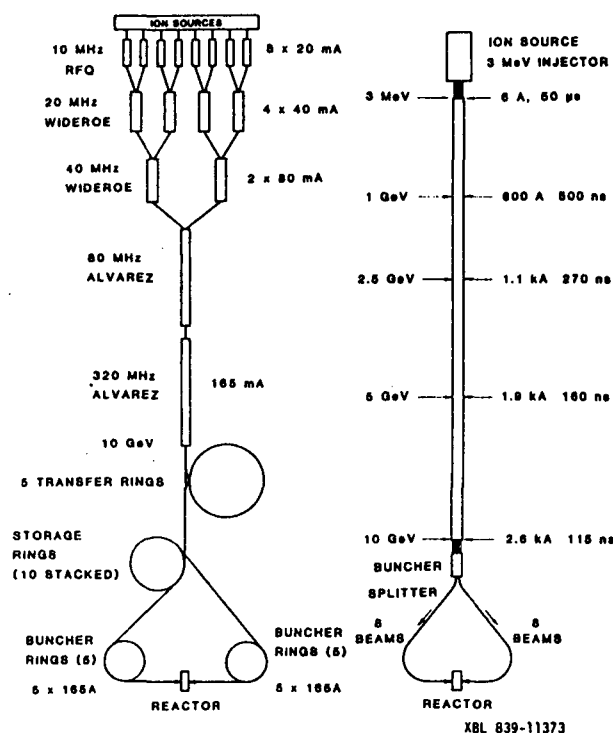 ION SOURCES
10 MHz
RFQ
8 x 20 mA
20 MHz
WIDEROE
4 x 40 mA
40 MHz
WIDEROE
2 x 80 mA
80 MHz
ALVAREZ
320 MHz
ALVAREZ
165 mA
10 GeV
5 TRANSFER RINGS
STORAGE
RINGS
(10 STACKED)
BUNCHER
RINGS (5)
BUNCHER
RINGS (5)
5 x 165A
5 x 165A
REACTOR
ION SOURCE
3 MeV INJECTOR
3 MeV
6 A, 50 µs
1 GeV
600 A 500 ns
2.5 GeV
1.1 kA 270 ns
5 GeV
1.9 kA 160 ns
10 GeV
2.6 kA 115 ns
BUNCHER
SPLITTER
BEAMS
BEAMS
REACTOR
XBL 839-11373